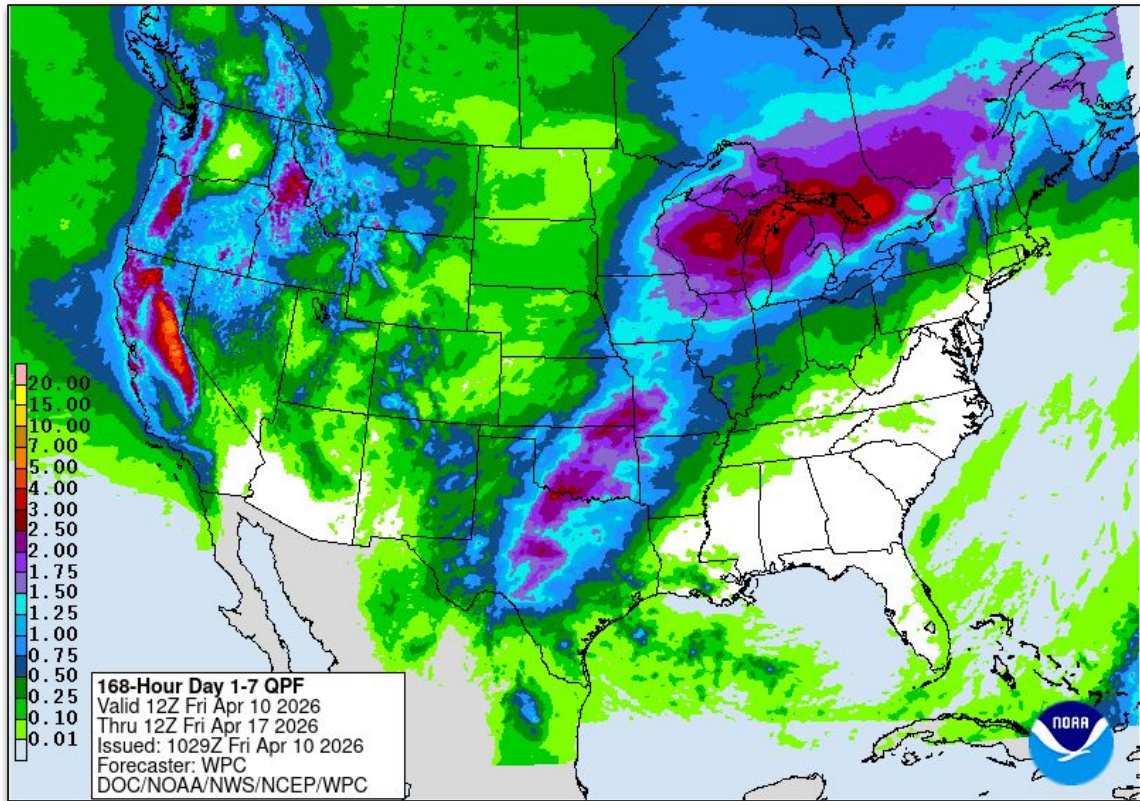 20.00
15.00
10.00
7.00
5.00
4.00
3.00
2.50
2.00
1.75
1.50
1.25
1.00
0.75
0.50
0.25
0.10
0.01
168-Hour Day 1-7 QPF
Valid 12Z Fri Apr 10 2026
Thru 12Z Fri Apr 17 2026
Issued: 1029Z Fri Apr 10 2026
Forecaster: WPC
DOC/NOAA/NWS/NCEP/WPC
NOAA